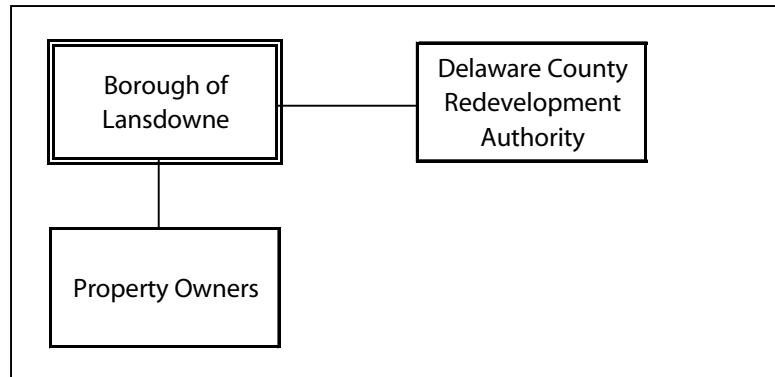 Borough of
Lansdowne
Delaware County
Redevelopment
Authority
Property Owners